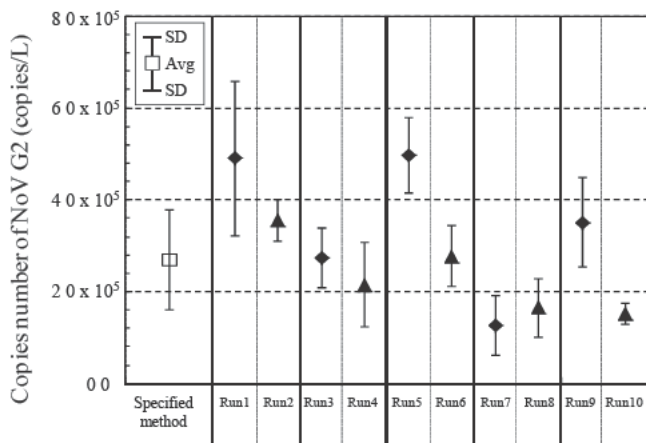 Copies number of NoV G2 (copies/L)
8 0 x 10⁵
6 0 x 10⁵
4 0 x 10⁵
2 0 x 10⁵
0 0
SD
Avg
SD
Specified method
Run1
Run2
Run3
Run4
Run5
Run6
Run7
Run8
Run9
Run10